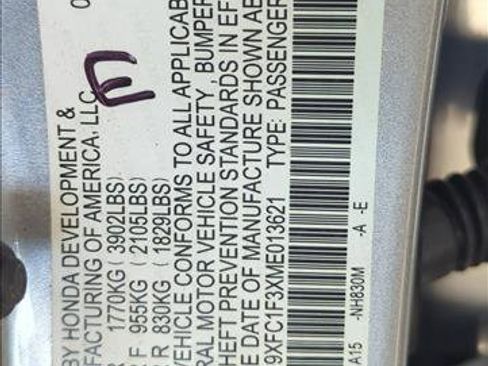 BY HONDA DEVELOPMENT &
FACTURING OF AMERICA, LLC
E
1770KG ( 3902LBS)
F 955KG ( 2105LBS)
R 830KG ( 1829LBS)
VEHICLE CONFORMS TO ALL APPLICAB
RAL MOTOR VEHICLE SAFETY , BUMPER
HEFT PREVENTION STANDARDS IN EF
E DATE OF MANUFACTURE SHOWN AB
9XFC1F3XME013621 TYPE: PASSENGER
A15 -NH830M -A -E